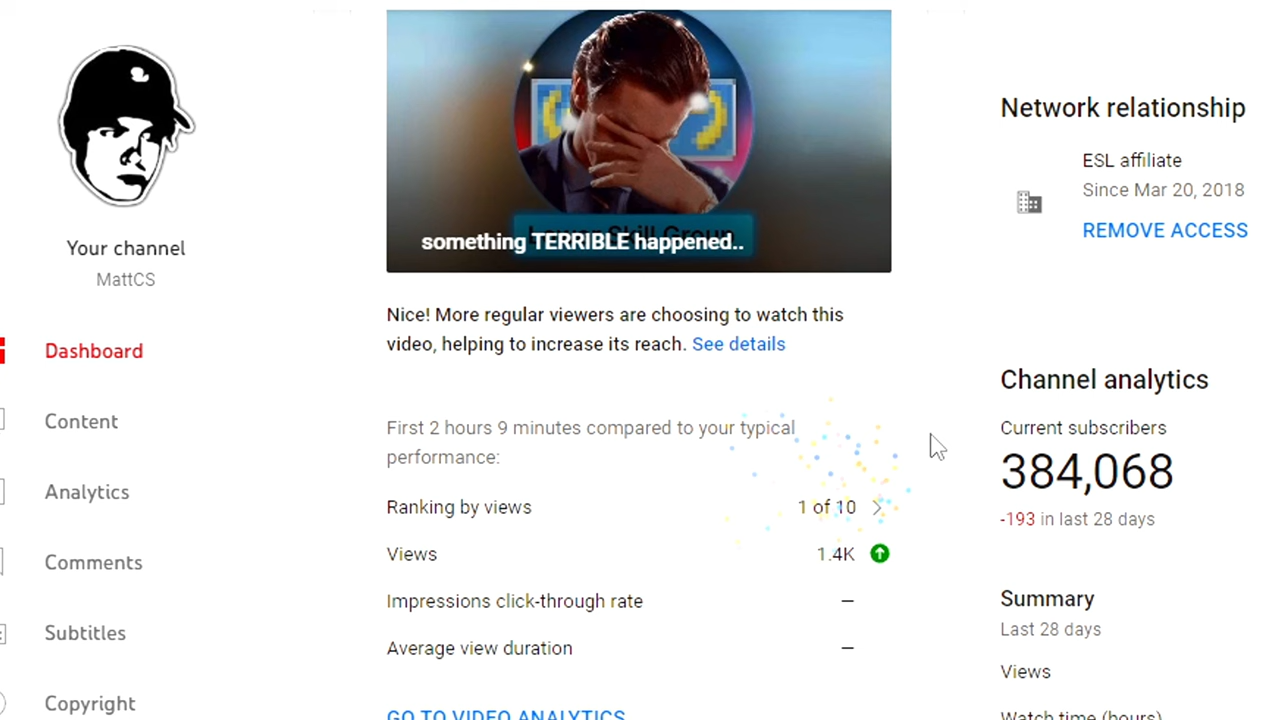 Your channel
MattCS
Dashboard
Content
Analytics
Comments
Subtitles
Copyright
something TERRIBLE happened..
Nice! More regular viewers are choosing to watch this
video, helping to increase its reach. See details
First 2 hours 9 minutes compared to your typical
performance:
Ranking by views 1 of 10
Views 1.4K
Impressions click-through rate –
Average view duration –
GO TO VIDEO ANALYTICS
Network relationship
ESL affiliate
Since Mar 20, 2018
REMOVE ACCESS
Channel analytics
Current subscribers
384,068
-193 in last 28 days
Summary
Last 28 days
Views
Watch time (hours)